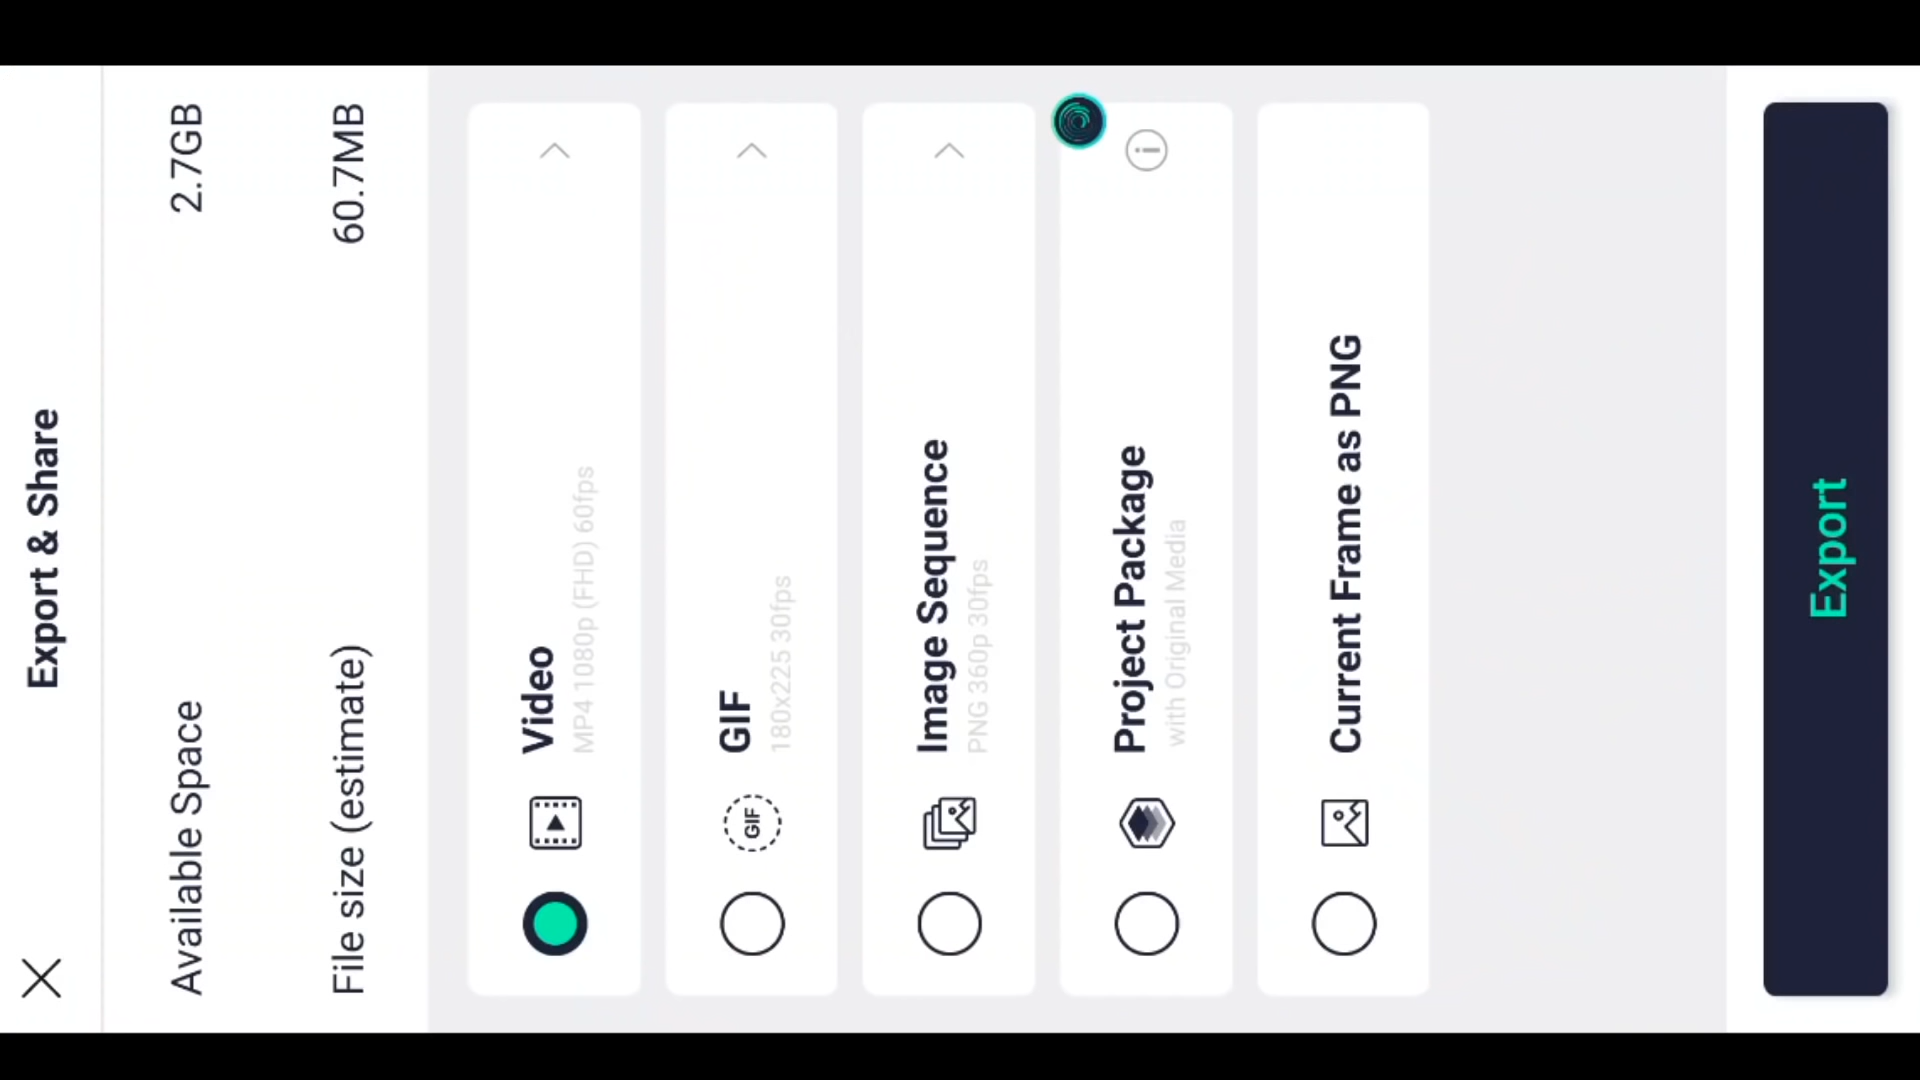 Export & Share
Available Space 2.7GB
File size (estimate) 60.7MB
Video
MP4 1080p (FHD) 60fps
GIF
GIF
180x225 30fps
Image Sequence
PNG 360p 30fps
Project Package
with Original Media
Current Frame as PNG
Export